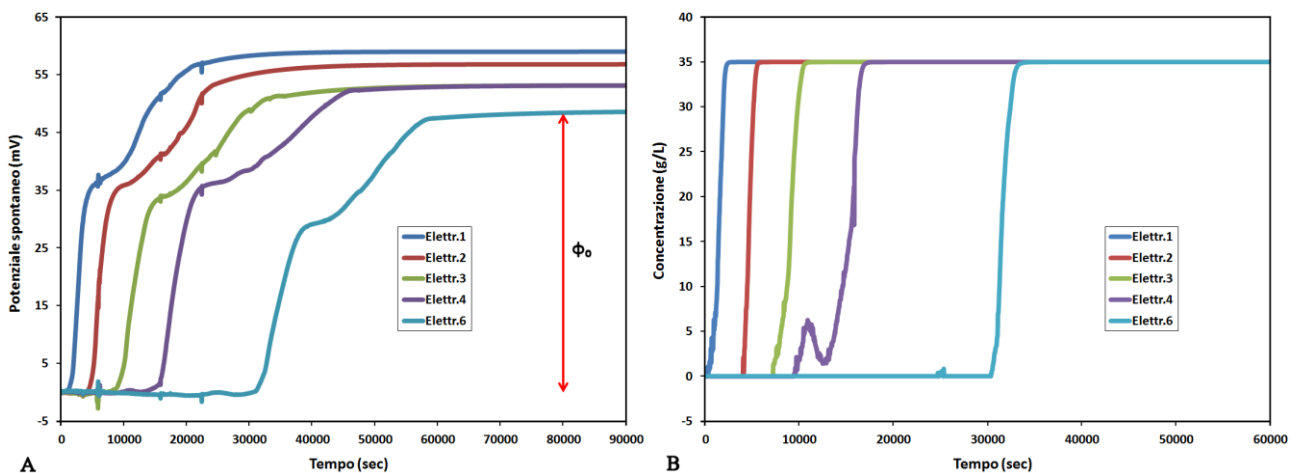 65
55
45
35
25
15
5
-5
Potenziale spontaneo (mV)
Elettr.1
Elettr.2
Elettr.3
Elettr.4
Elettr.6
ϕ₀
0 10000 20000 30000 40000 50000 60000 70000 80000 90000
Tempo (sec)
A
40
35
30
25
20
15
10
5
0
-5
Concentrazione (g/L)
Elettr.1
Elettr.2
Elettr.3
Elettr.4
Elettr.6
0 10000 20000 30000 40000 50000 60000
Tempo (sec)
B